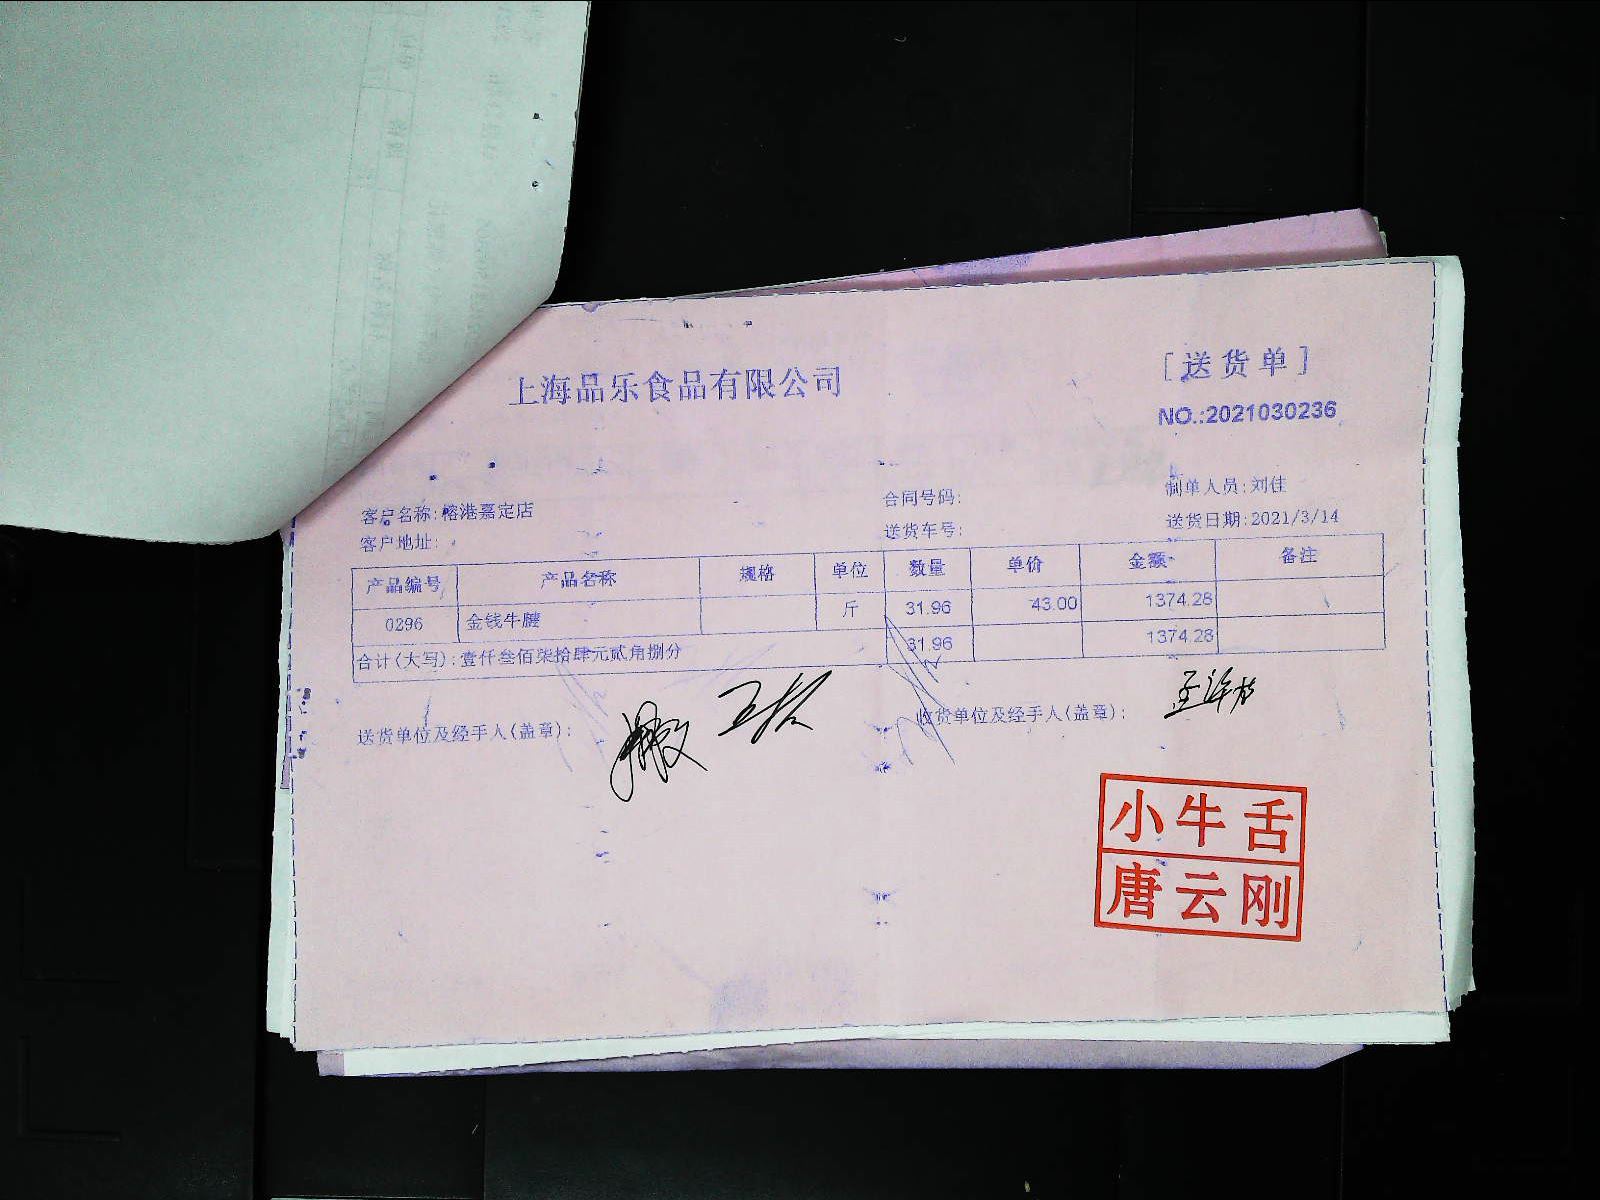 上海品乐食品有限公司
[送货单]
NO.:2021030236
客户名称:榕港嘉定店
合同号码:
制单人员:刘佳
客户地址:
送货车号:
送货日期:2021/3/14
产品编号 产品名称 规格 单位 数量 单价 金额 备注
0296 金钱牛腱 斤 31.96 43.00 1374.28
合计(大写):壹仟叁佰柒拾肆元贰角捌分 31.96 1374.28
送货单位及经手人(盖章):
收货单位及经手人(盖章):
小牛舌
唐云刚